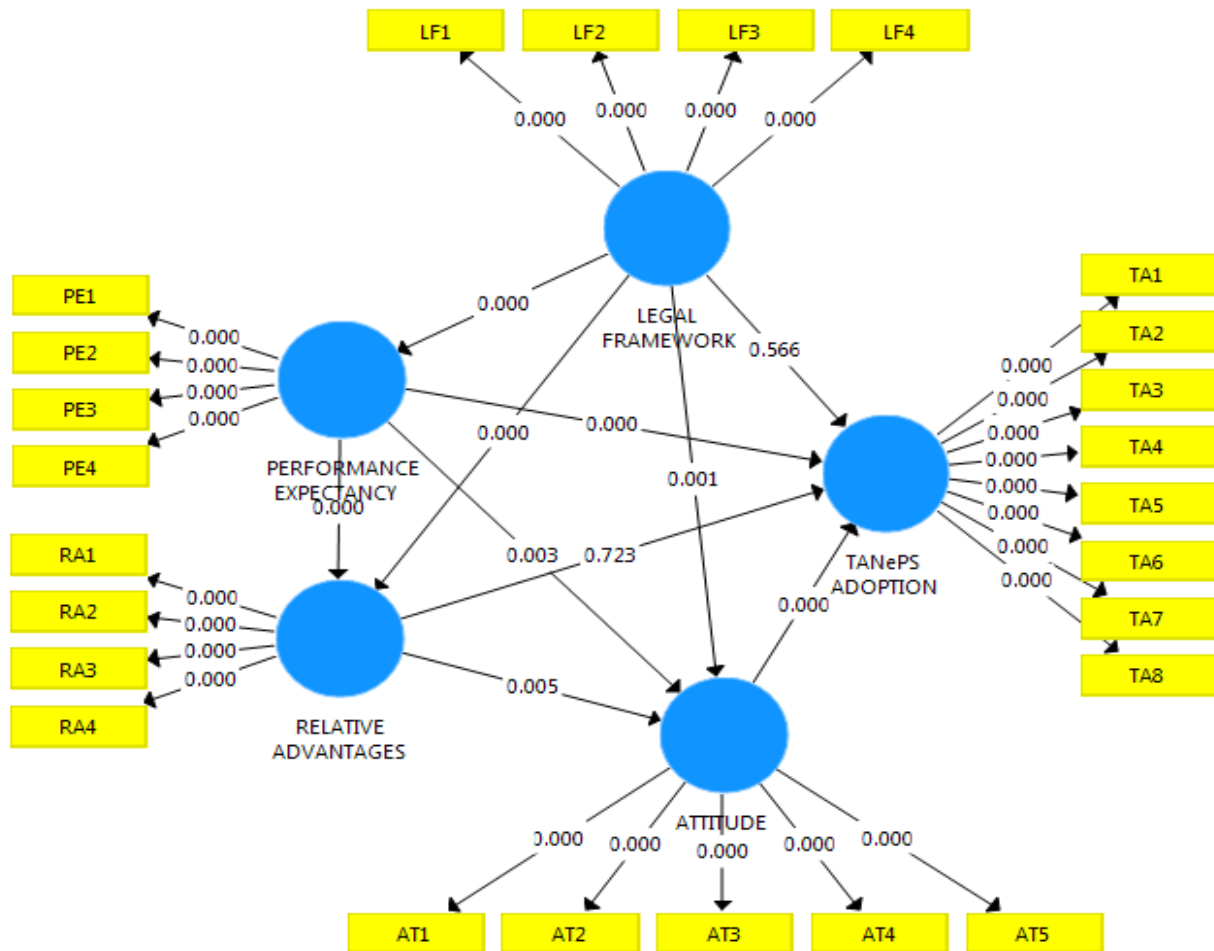 LF1
LF2
LF3
LF4
0.000
0.000
0.000
0.000
LEGAL
FRAMEWORK
PE1
PE2
PE3
PE4
0.000
0.000
0.000
0.000
PERFORMANCE
EXPECTANCY
0.000
0.000
0.000
0.566
0.000
0.001
0.003
0.723
RA1
RA2
RA3
RA4
0.000
0.000
0.000
0.000
RELATIVE
ADVANTAGES
0.005
0.000
TANePS
ADOPTION
0.000
0.000
0.000
0.000
0.000
0.000
0.000
0.000
TA1
TA2
TA3
TA4
TA5
TA6
TA7
TA8
ATTITUDE
0.000
0.000
0.000
0.000
0.000
AT1
AT2
AT3
AT4
AT5